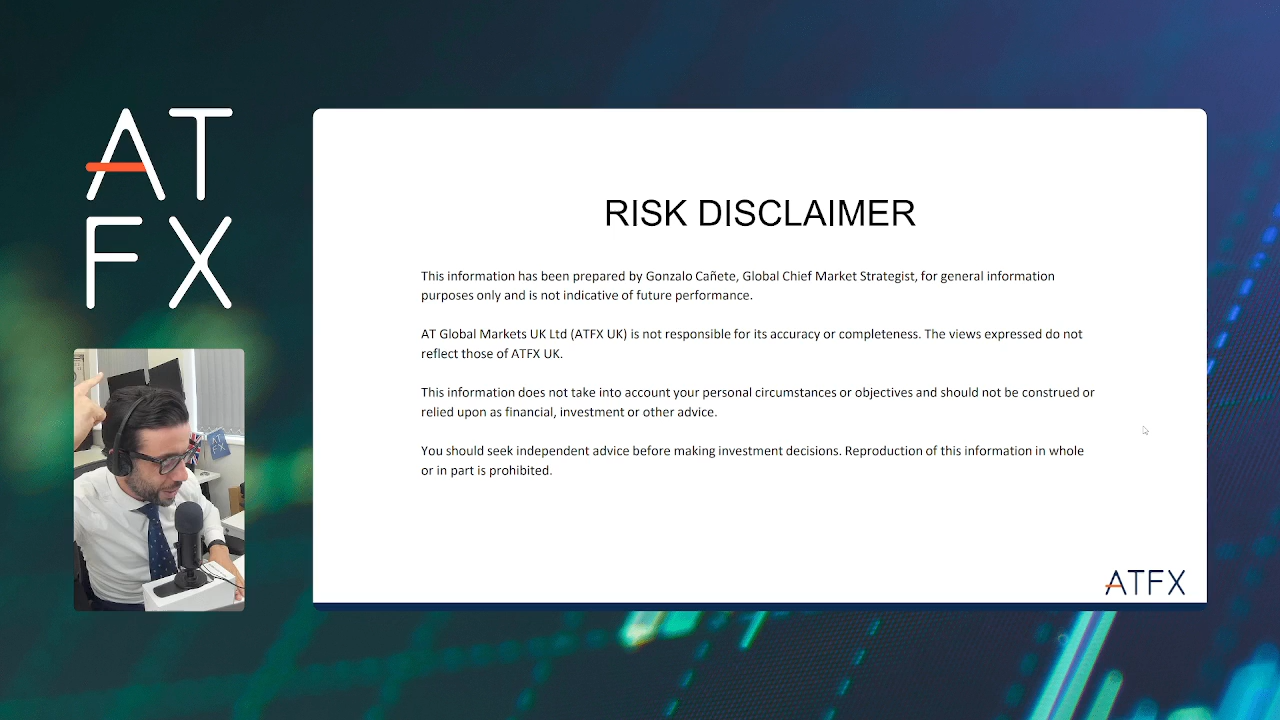 AT
FX
RISK DISCLAIMER
This information has been prepared by Gonzalo Cañete, Global Chief Market Strategist, for general information
purposes only and is not indicative of future performance.
AT Global Markets UK Ltd (ATFX UK) is not responsible for its accuracy or completeness. The views expressed do not
reflect those of ATFX UK.
This information does not take into account your personal circumstances or objectives and should not be construed or
relied upon as financial, investment or other advice.
You should seek independent advice before making investment decisions. Reproduction of this information in whole
or in part is prohibited.
ATFX
AT
FX